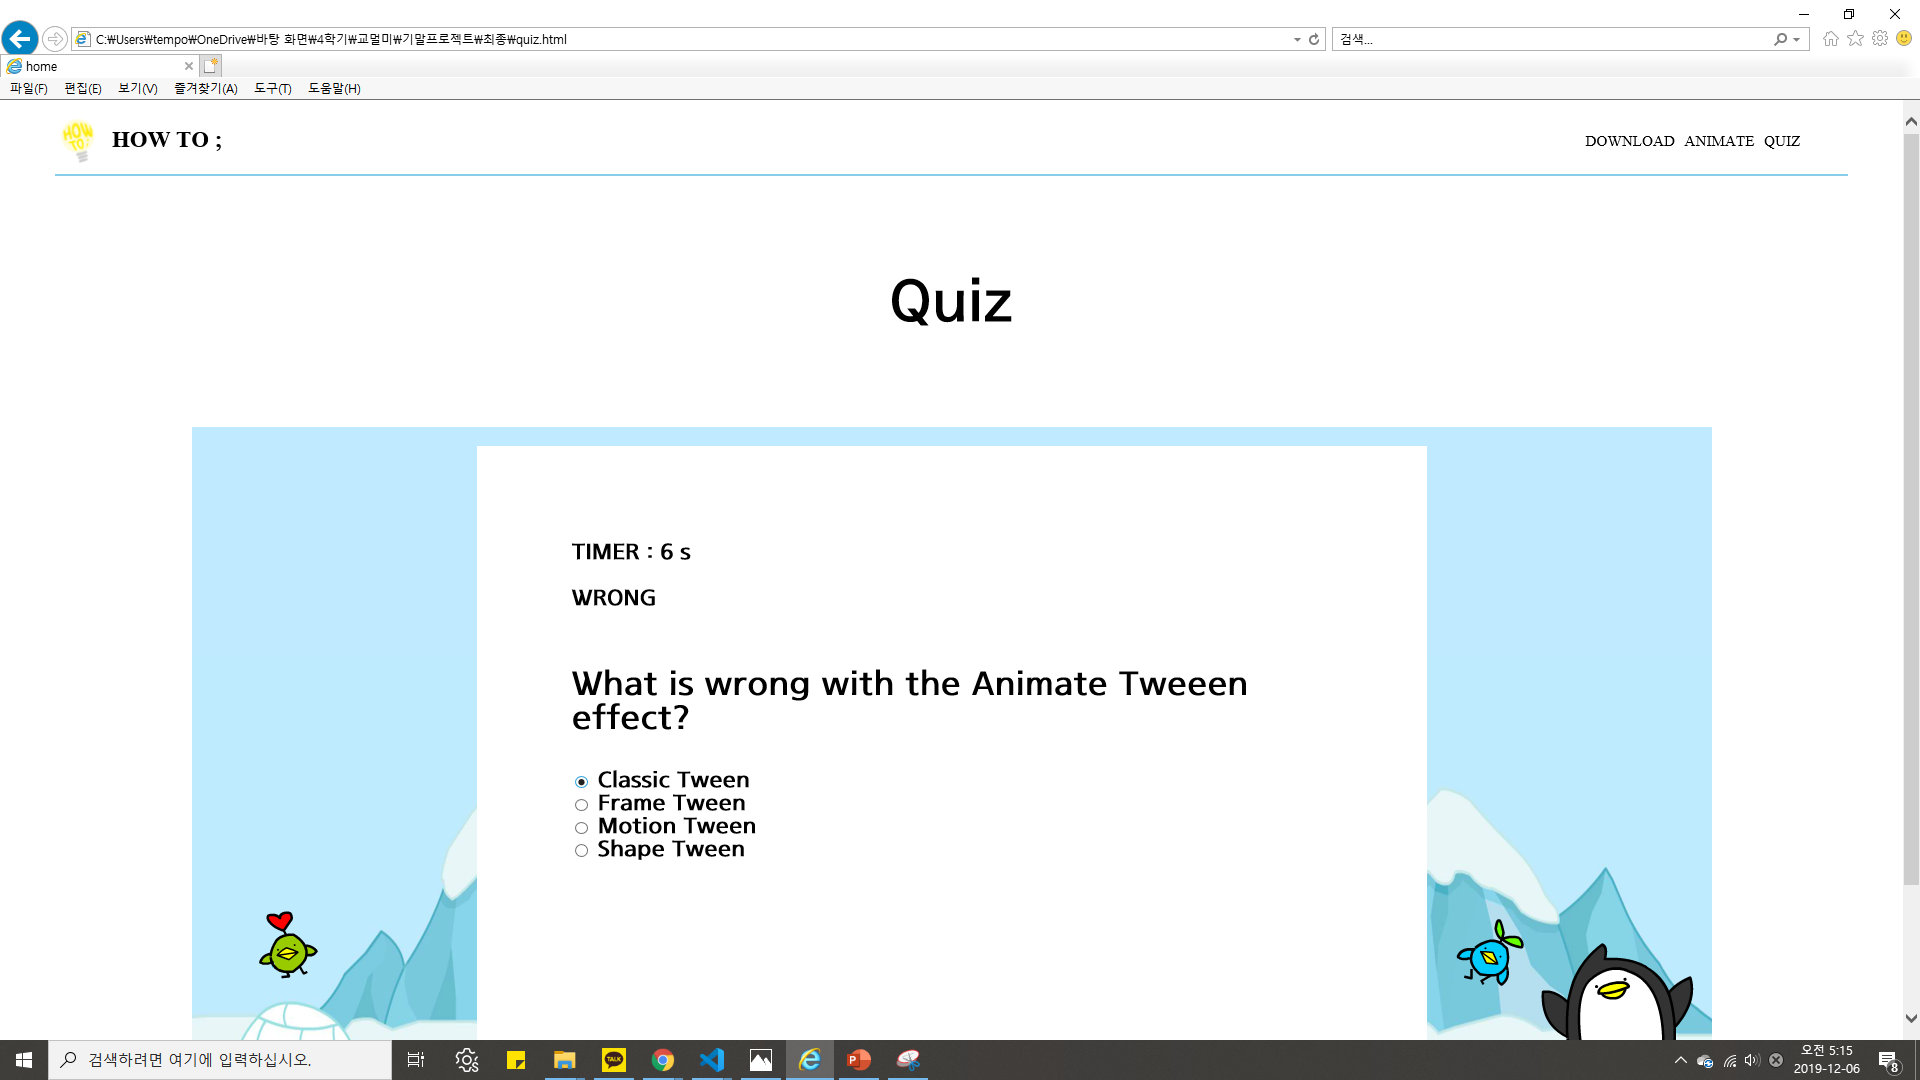 C:₩Users₩tempo₩OneDrive₩바탕 화면₩4학기₩교멀미₩기말프로젝트₩최종₩quiz.html
검색...
home
파일(F) 편집(E) 보기(V) 즐겨찾기(A) 도구(T) 도움말(H)
HOW TO ;
HOW TO ;
DOWNLOAD ANIMATE QUIZ
Quiz
TIMER : 6 s
WRONG
What is wrong with the Animate Tweeen
effect?
Classic Tween
Frame Tween
Motion Tween
Shape Tween
검색하려면 여기에 입력하십시오.
TALK
P
오전 5:15
2019-12-06
8